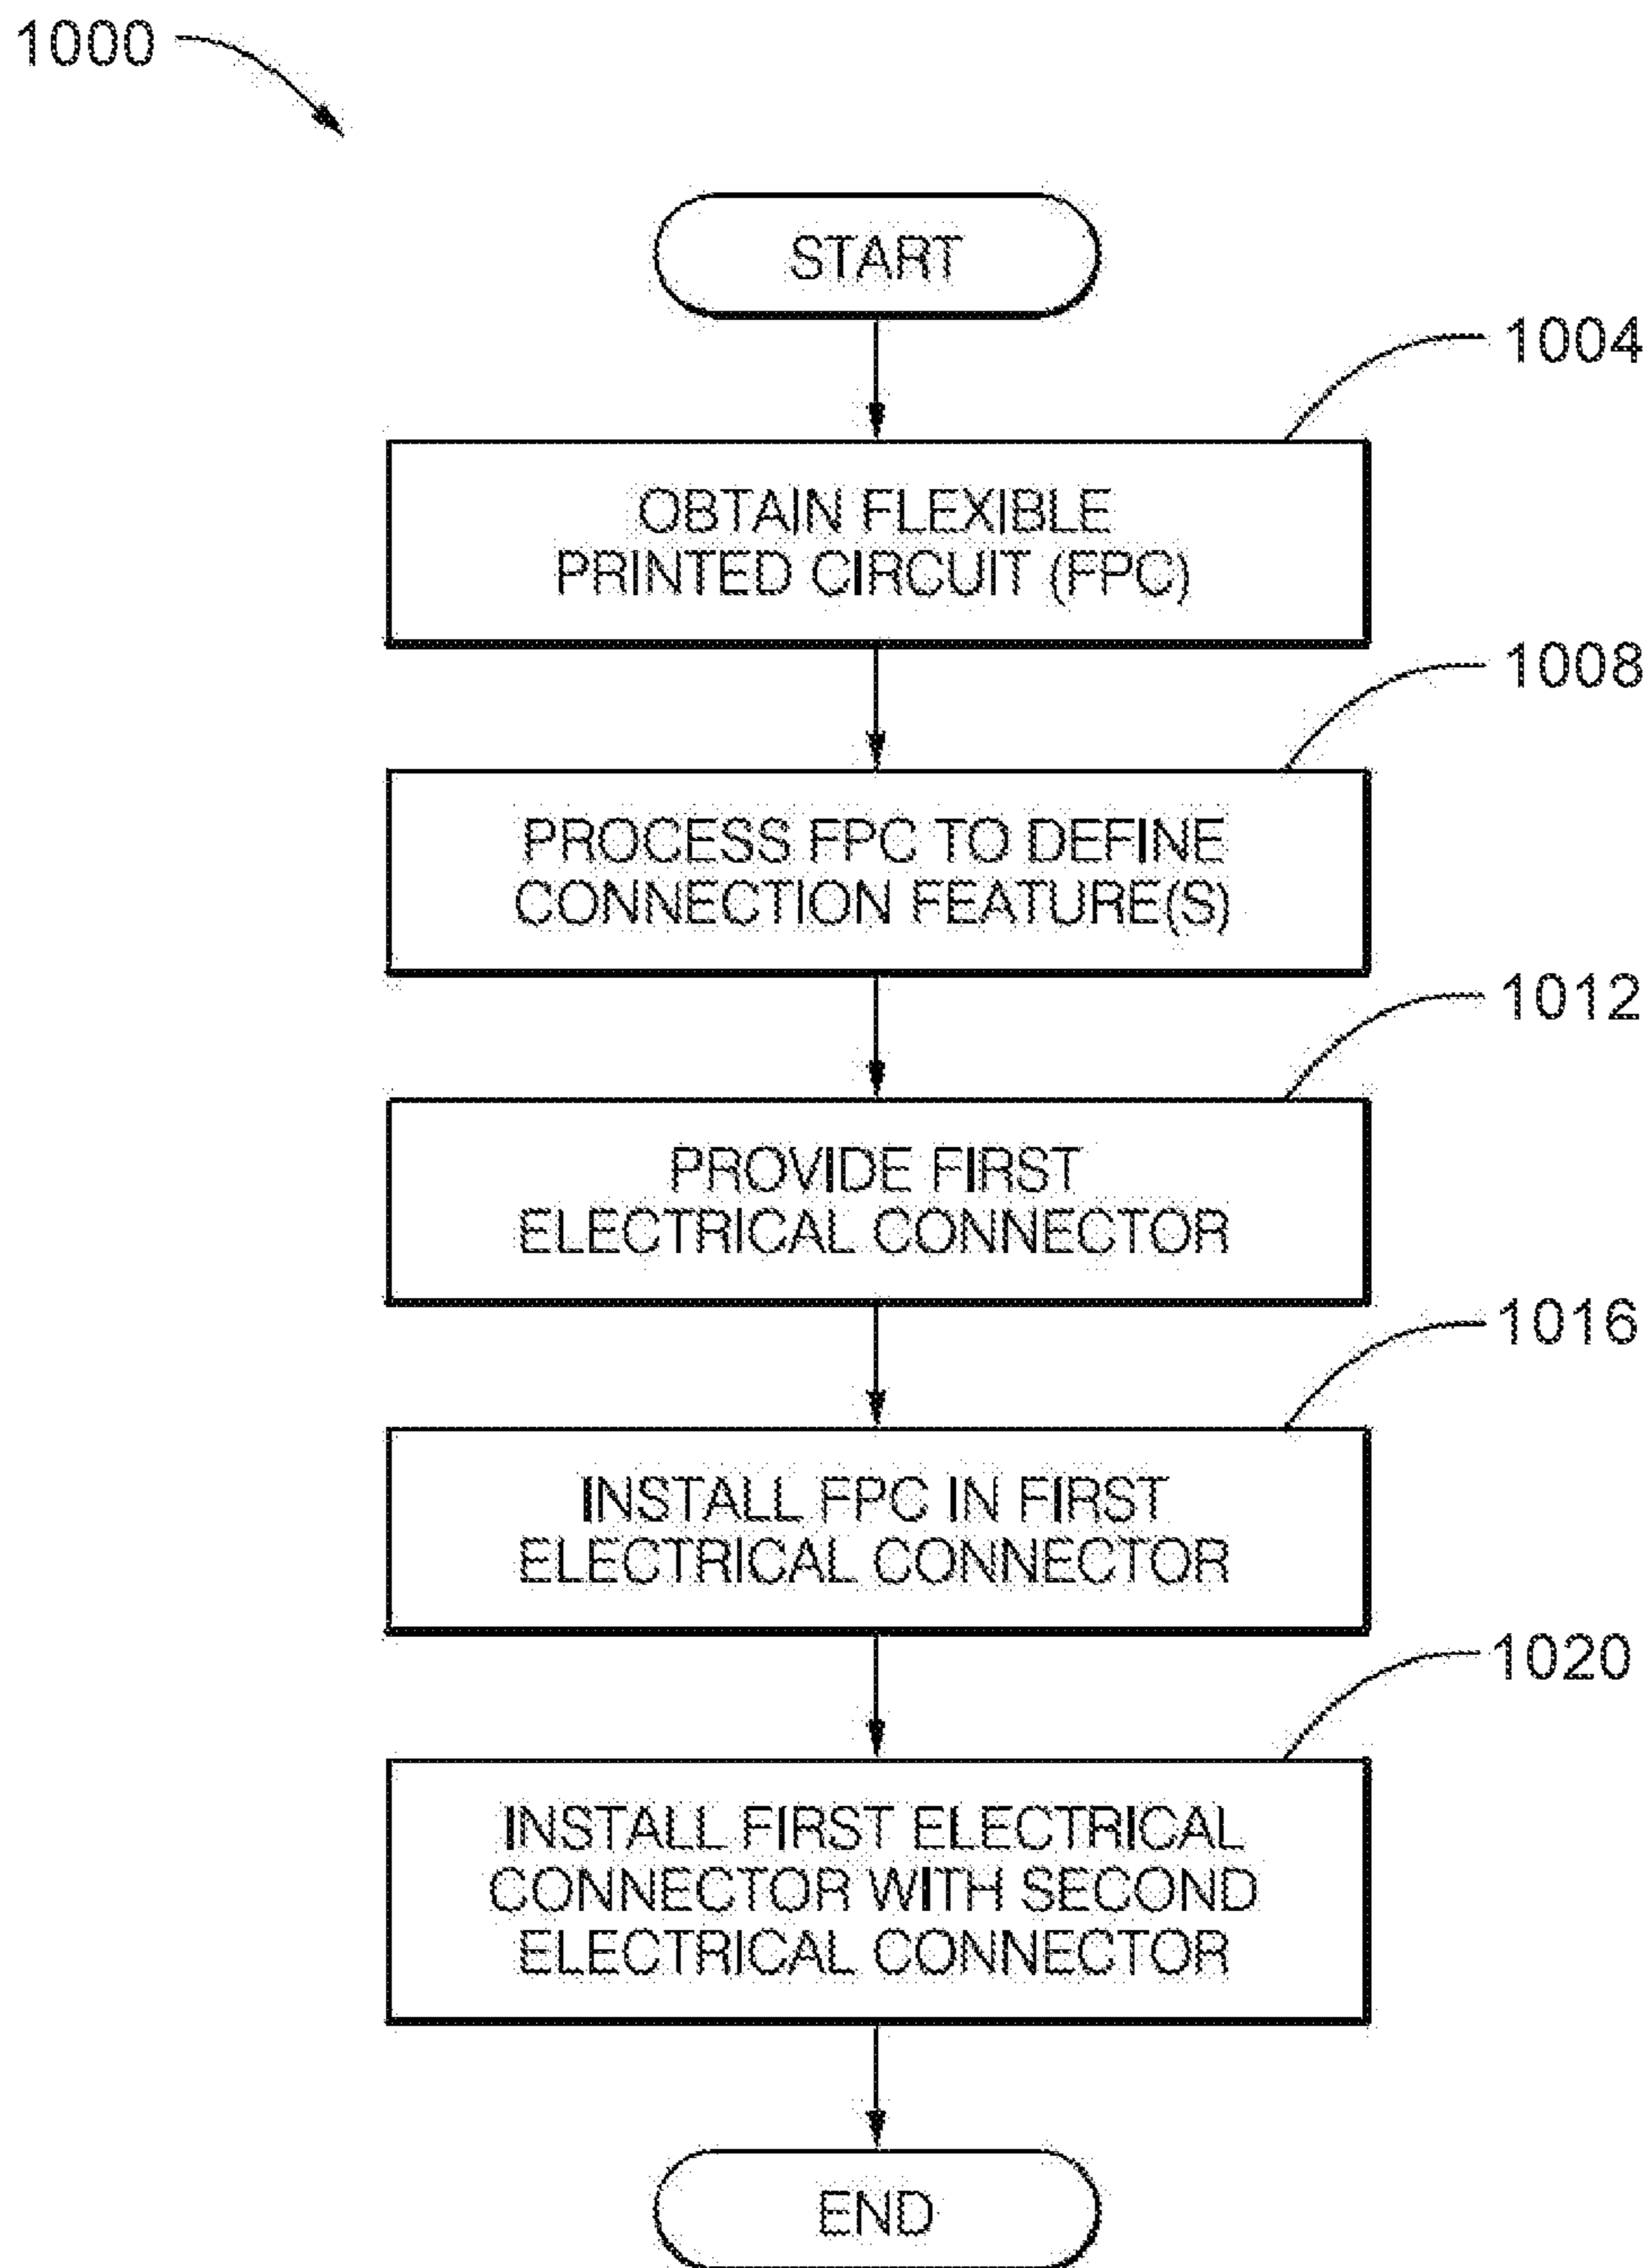 1000
START
1004
OBTAIN FLEXIBLE
PRINTED CIRCUIT (FPC)
1008
PROCESS FPC TO DEFINE
CONNECTION FEATURE(S)
1012
PROVIDE FIRST
ELECTRICAL CONNECTOR
1016
INSTALL FPC IN FIRST
ELECTRICAL CONNECTOR
1020
INSTALL FIRST ELECTRICAL
CONNECTOR WITH SECOND
ELECTRICAL CONNECTOR
END